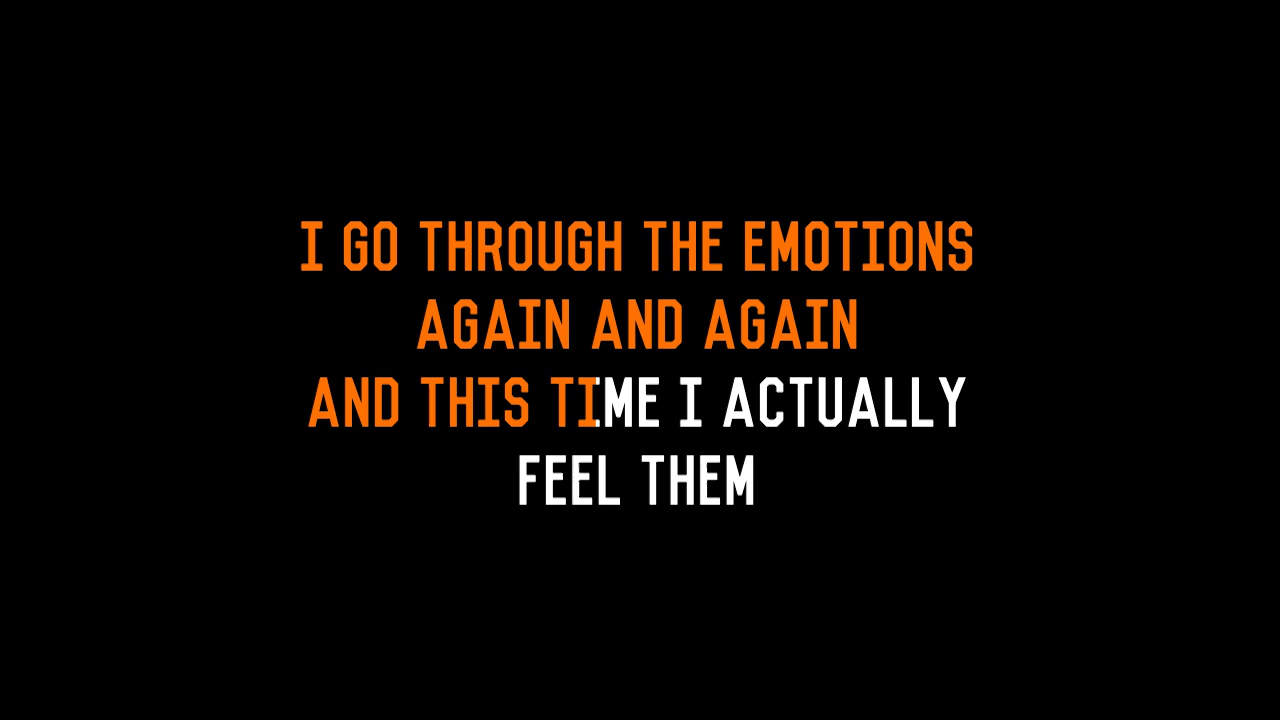 I GO THROUGH THE EMOTIONS
AGAIN AND AGAIN
AND THIS TIME I ACTUALLY
FEEL THEM